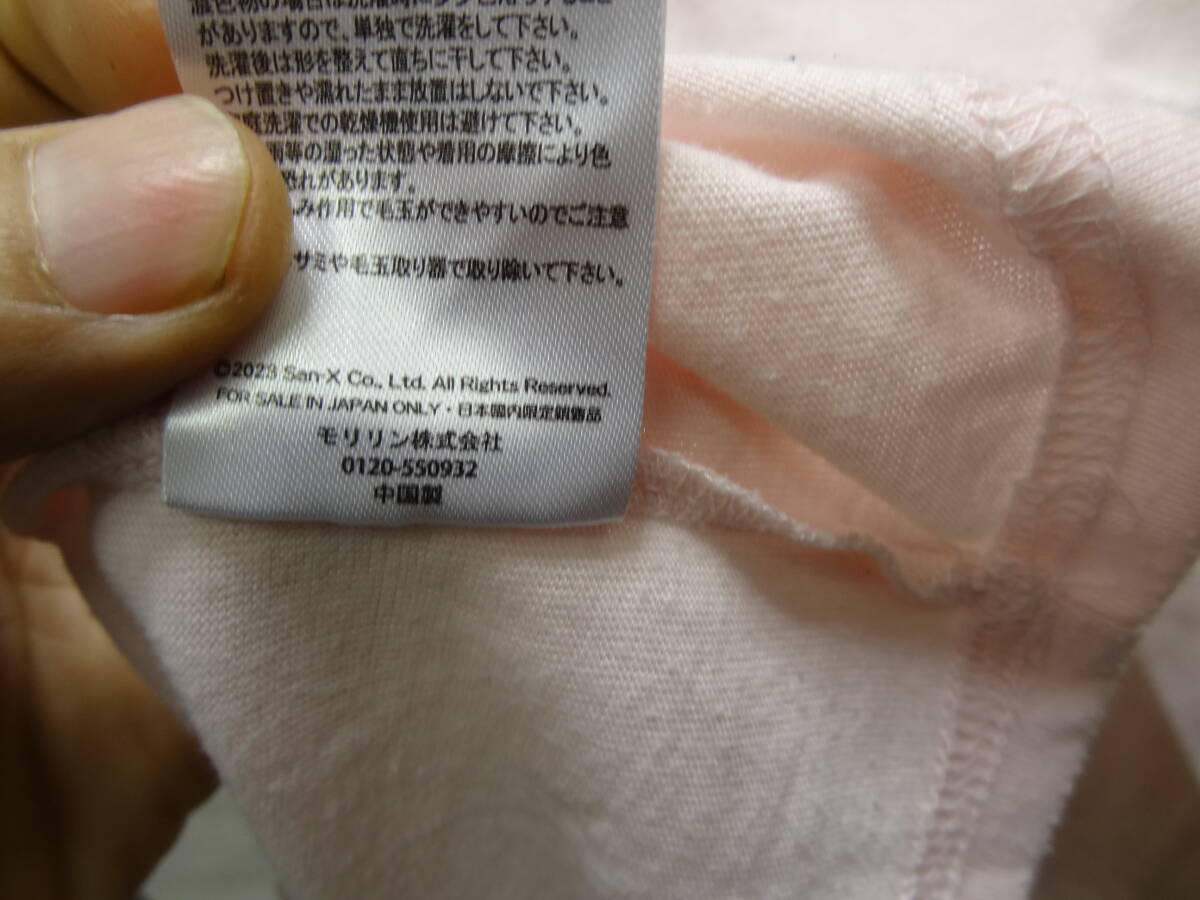 がありますので、単独で洗濯をして下さい。
洗濯後は形を整えて直ちに干して下さい。
つけ置きや濡れたまま放置はしないで下さい。
庭洗濯での乾燥機使用は避けて下さい。
等の湿った状態や着用の摩擦により色
恐れがあります。
み作用で毛玉ができやすいのでご注意
サミや毛玉取り器で取り除いて下さい。
©2023 San-X Co., Ltd. All Rights Reserved.
FOR SALE IN JAPAN ONLY・日本国内限定銷售品
モリリン株式会社
0120-550932
中国製